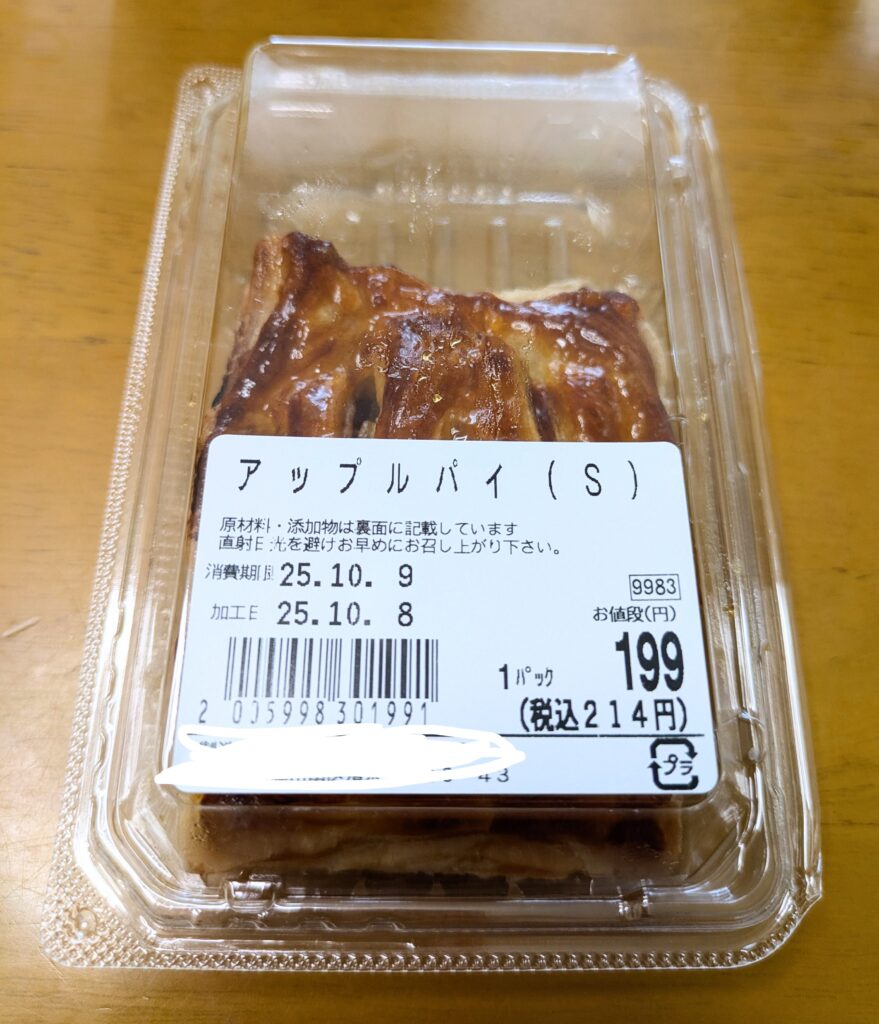 アップルパイ(S)
原材料・添加物は裏面に記載しています
直射日光を避けお早めにお召し上がり下さい。
消費期限 25.10. 9
9983
加工日 25.10. 8
お値段(円)
199
1パック
2 005998301991
(税込214円)
プラ
43